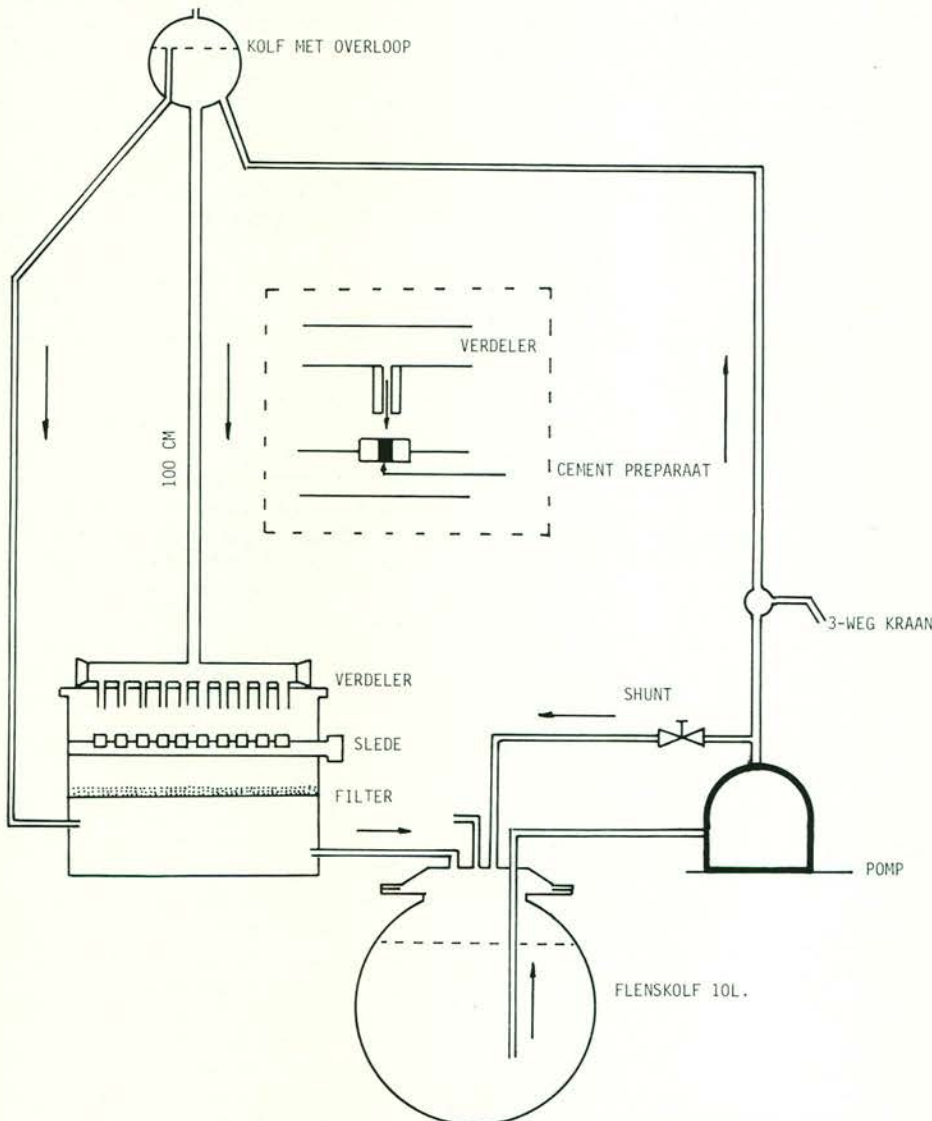 KOLF MET OVERLOOP
VERDELER
CEMENT PREPARAAT
100 CM
3-WEG KRAAN
VERDELER
SHUNT
SLEDE
FILTER
POMP
FLENSKOLF 10L.